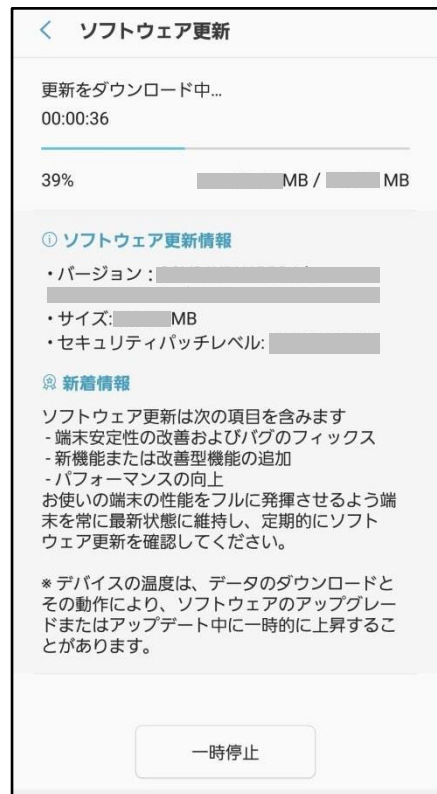 ソフトウェア更新
更新をダウンロード中...
00:00:36
39% MB / MB
ソフトウェア更新情報
・バージョン :
・サイズ: MB
・セキュリティパッチレベル:
新着情報
ソフトウェア更新は次の項目を含みます
- 端末安定性の改善およびバグのフィックス
- 新機能または改善型機能の追加
- パフォーマンスの向上
お使いの端末の性能をフルに発揮させるよう端
末を常に最新状態に維持し、定期的にソフト
ウェア更新を確認してください。
※ デバイスの温度は、データのダウンロードと
その動作により、ソフトウェアのアップグレー
ドまたはアップデート中に一時的に上昇するこ
とがあります。
一時停止